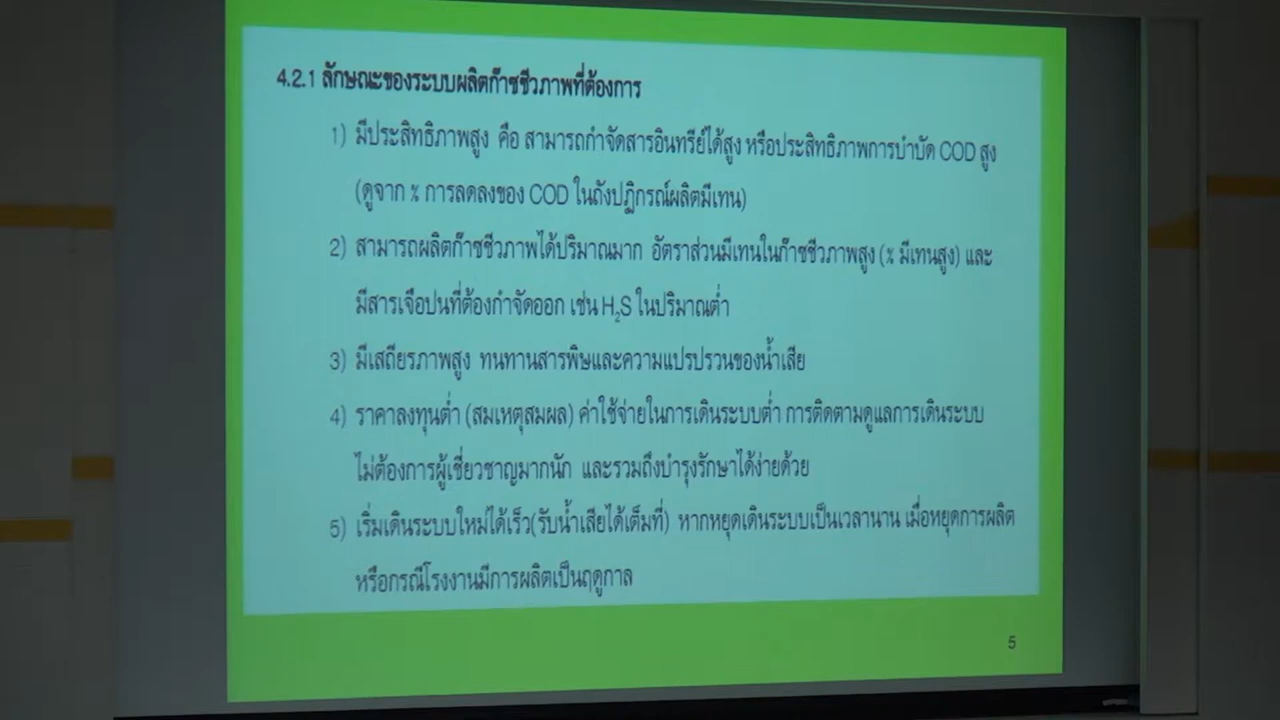 4.2.1 ลักษณะของระบบผลิตก๊าซชีวภาพที่ต้องการ
1) มีประสิทธิภาพสูง คือ สามารถกำจัดสารอินทรีย์ได้สูง หรือประสิทธิภาพการบำบัด COD สูง
(ดูจาก % การลดลงของ COD ในถังปฏิกรณ์ผลิตมีเทน)
2) สามารถผลิตก๊าซชีวภาพได้ปริมาณมาก อัตราส่วนมีเทนในก๊าซชีวภาพสูง (% มีเทนสูง) และ
มีสารเจือปนที่ต้องกำจัดออก เช่น H₂S ในปริมาณต่ำ
3) มีเสถียรภาพสูง ทนทานสารพิษและความแปรปรวนของน้ำเสีย
4) ราคาลงทุนต่ำ (สมเหตุสมผล) ค่าใช้จ่ายในการเดินระบบต่ำ การติดตามดูแลการเดินระบบ
ไม่ต้องการผู้เชี่ยวชาญมากนัก และรวมถึงบำรุงรักษาได้ง่ายด้วย
5) เริ่มเดินระบบใหม่ได้เร็ว(รับน้ำเสียได้เต็มที่) หากหยุดเดินระบบเป็นเวลานาน เมื่อหยุดการผลิต
หรือกรณีโรงงานมีการผลิตเป็นฤดูกาล
5